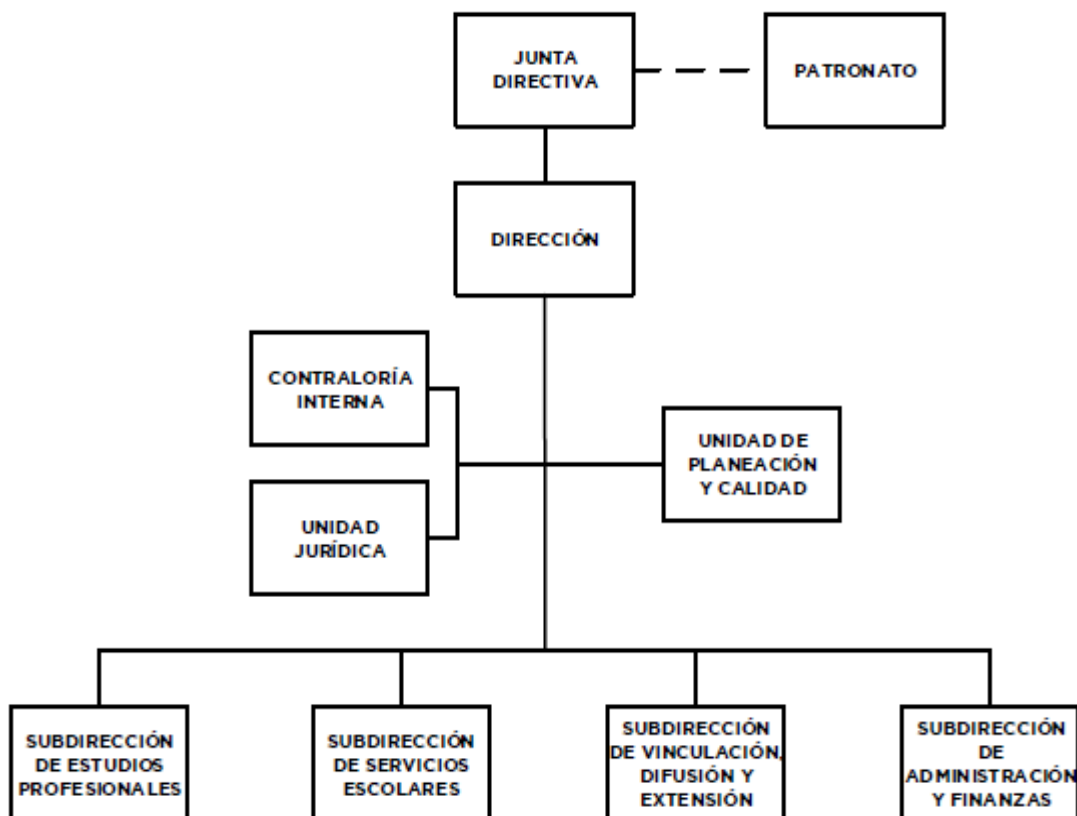 JUNTA
DIRECTIVA
PATRONATO
DIRECCIÓN
CONTRALORÍA
INTERNA
UNIDAD DE
PLANEACIÓN
Y CALIDAD
UNIDAD
JURÍDICA
SUBDIRECCIÓN
DE ESTUDIOS
PROFESIONALES
SUBDIRECCIÓN
DE SERVICIOS
ESCOLARES
SUBDIRECCIÓN
DE VINCULACIÓN,
DIFUSIÓN Y
EXTENSIÓN
SUBDIRECCIÓN
DE
ADMINISTRACIÓN
Y FINANZAS